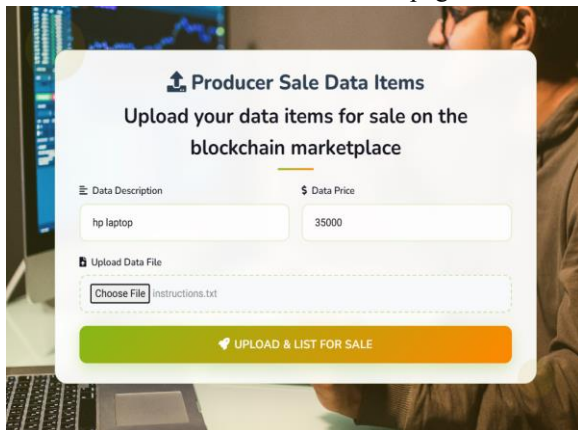 Producer Sale Data Items
Upload your data items for sale on the
blockchain marketplace
Data Description
$ Data Price
hp laptop
35000
Upload Data File
Choose File instructions.txt
UPLOAD & LIST FOR SALE